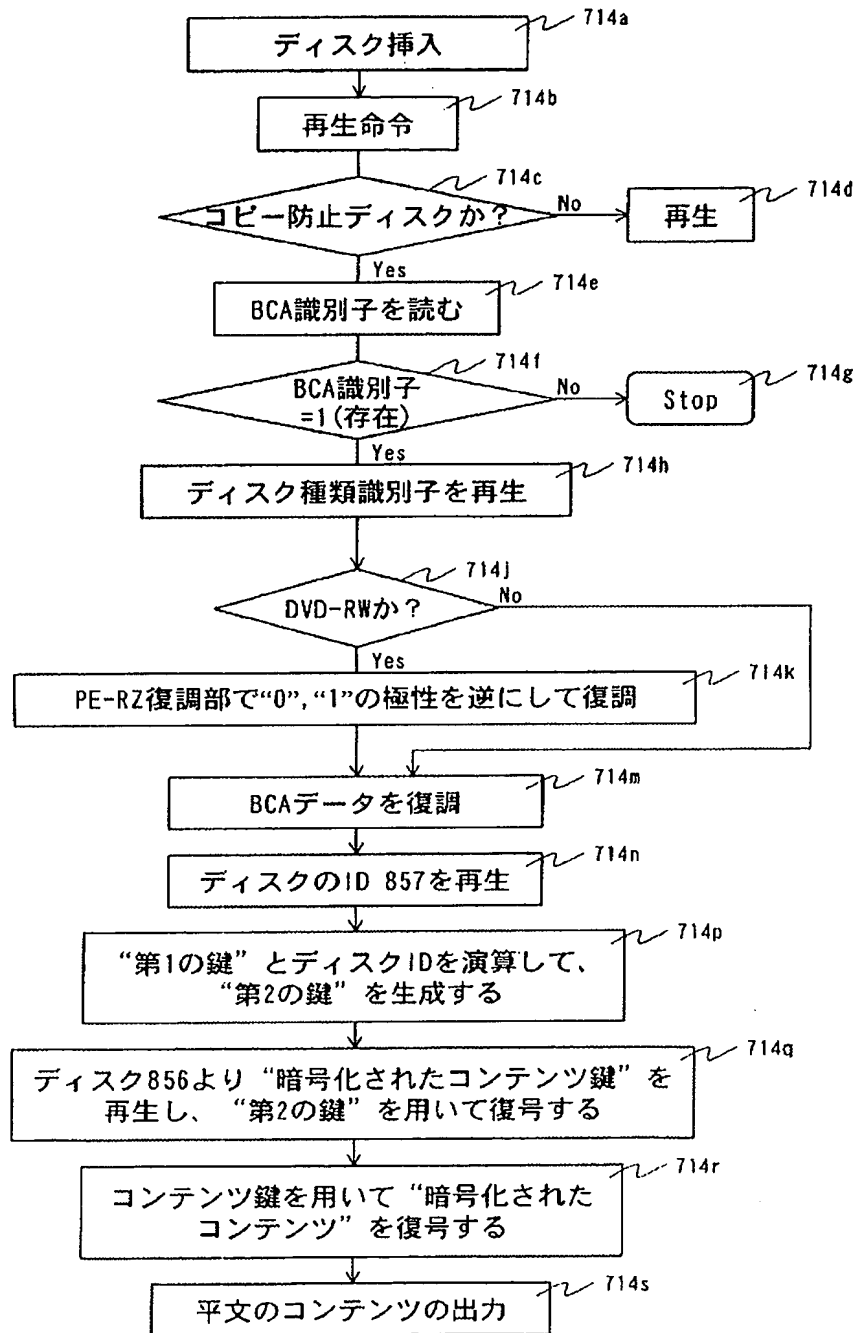 714a
ディスク挿入
714b
再生命令
714c
コピー防止ディスクか？
No
714d
再生
Yes
714e
BCA識別子を読む
714f
BCA識別子
=1(存在)
No
714g
Stop
Yes
714h
ディスク種類識別子を再生
714j
DVD-RWか？
No
Yes
714k
PE-RZ復調部で“0”,“1”の極性を逆にして復調
714m
BCAデータを復調
714n
ディスクのID 857を再生
714p
“第1の鍵”とディスクIDを演算して、
“第2の鍵”を生成する
714q
ディスク856より“暗号化されたコンテンツ鍵”を
再生し、“第2の鍵”を用いて復号する
714r
コンテンツ鍵を用いて“暗号化された
コンテンツ”を復号する
714s
平文のコンテンツの出力